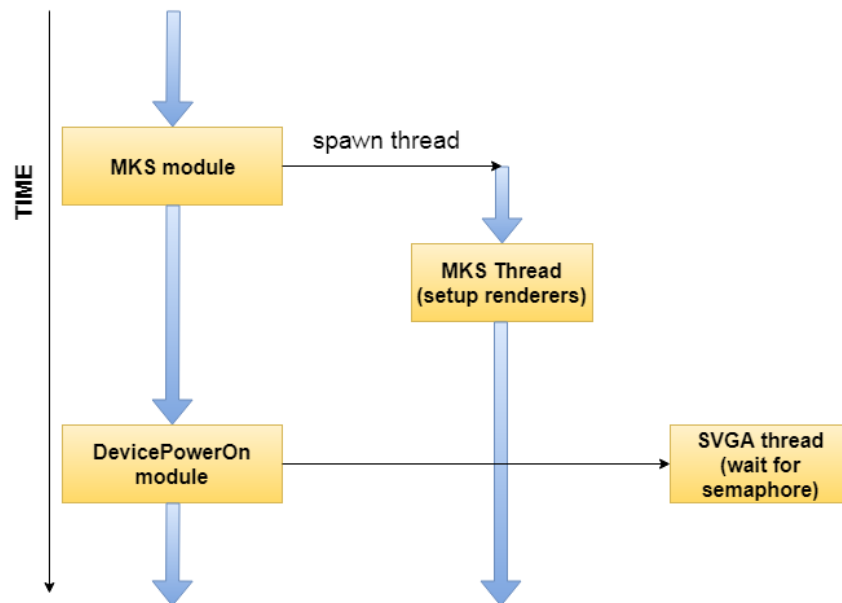 spawn thread
MKS module
TIME
MKS Thread
(setup renderers)
DevicePowerOn
module
SVGA thread
(wait for
semaphore)